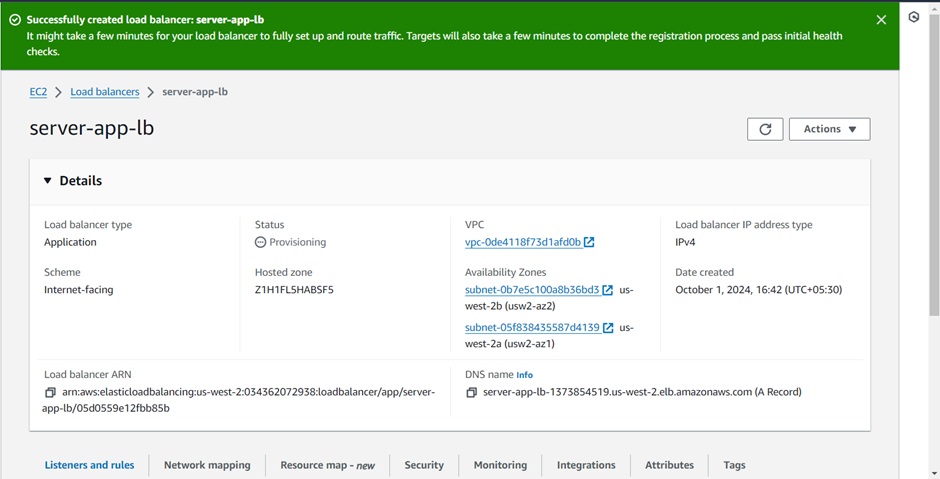 Successfully created load balancer: server-app-lb
It might take a few minutes for your load balancer to fully set up and route traffic. Targets will also take a few minutes to complete the registration process and pass initial health
checks.
EC2 > Load balancers > server-app-lb
server-app-lb
Actions
Details
Load balancer type
Application
Status
Provisioning
VPC
vpc-0de4118f73d1afd0b
Load balancer IP address type
IPv4
Scheme
Internet-facing
Hosted zone
Z1H1FL5HABSF5
Availability Zones
subnet-0b7e5c100a8b36bd3 us-
west-2b (usw2-az2)
subnet-05f838435587d4139 us-
west-2a (usw2-az1)
Date created
October 1, 2024, 16:42 (UTC+05:30)
Load balancer ARN
arn:aws:elasticloadbalancing:us-west-2:034362072938:loadbalancer/app/server-
app-lb/05d0559e12fbb85b
DNS name Info
server-app-lb-1373854519.us-west-2.elb.amazonaws.com (A Record)
Listeners and rules Network mapping Resource map - new Security Monitoring Integrations Attributes Tags